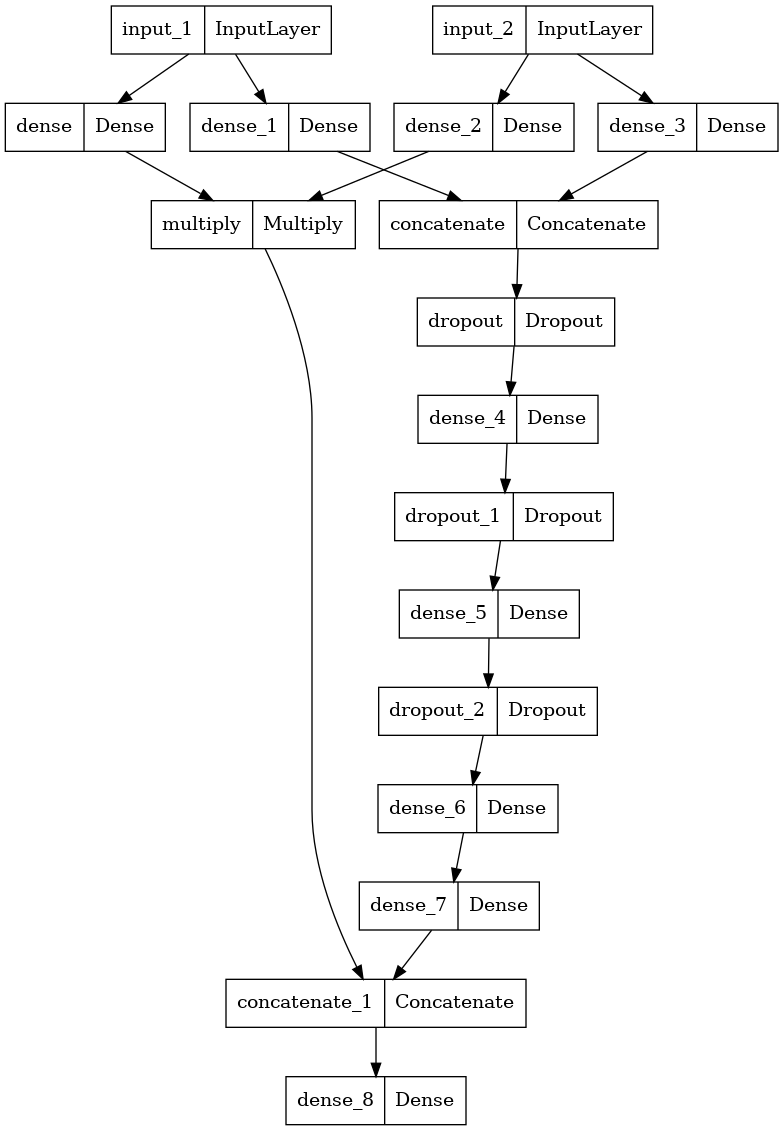 input_1 InputLayer input_2 InputLayer
dense Dense dense_1 Dense dense_2 Dense dense_3 Dense
multiply Multiply concatenate Concatenate
dropout Dropout
dense_4 Dense
dropout_1 Dropout
dense_5 Dense
dropout_2 Dropout
dense_6 Dense
dense_7 Dense
concatenate_1 Concatenate
dense_8 Dense